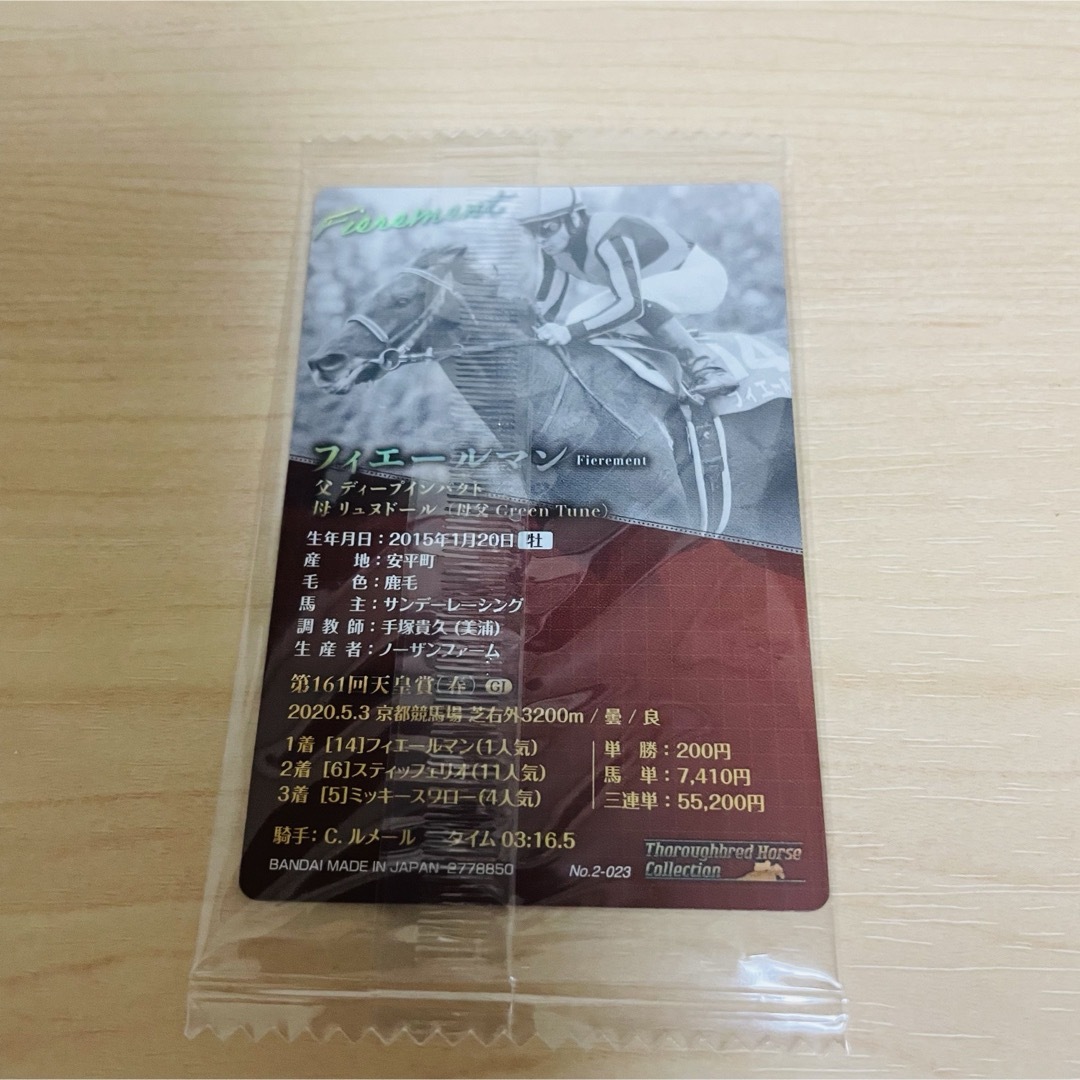 Fierement
14
フィエール
フィエールマン Fierement
父 ディープインパクト
母 リュヌドール（母父 Green Tune）
生年月日：2015年1月20日 牡
産 地：安平町
毛 色：鹿毛
馬 主：サンデーレーシング
調 教 師：手塚貴久 (美浦)
生 産 者：ノーザンファーム
第161回天皇賞(春) GI
2020.5.3 京都競馬場 芝右外3200m / 曇 / 良
1着 [14]フィエールマン(1人気) 単 勝：200円
2着 [6]スティッフェリオ(11人気) 馬 単：7,410円
3着 [5]ミッキースワロー(4人気) 三連単：55,200円
騎手：C. ルメール タイム 03:16.5
BANDAI MADE IN JAPAN 2778850 No.2-023
Thoroughbred Horse
Collection